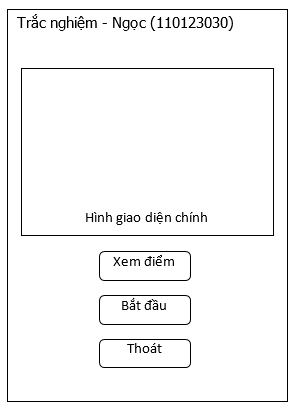 Trắc nghiệm - Ngọc (110123030)
Hình giao diện chính
Xem điểm
Bắt đầu
Thoát